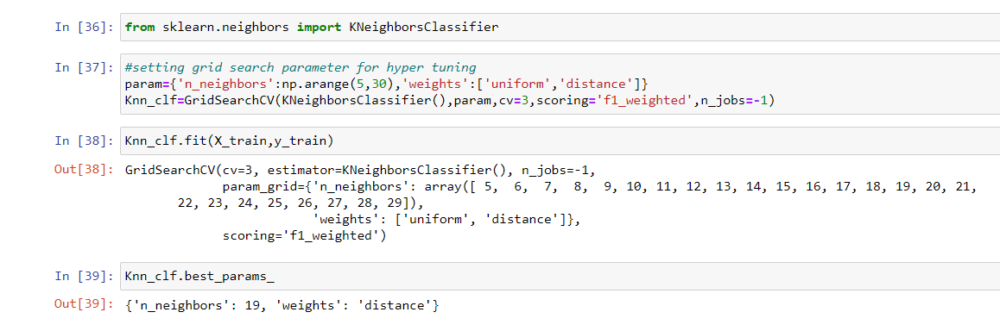 In [36]: from sklearn.neighbors import KNeighborsClassifier
In [37]: #setting grid search parameter for hyper tuning
param={'n_neighbors':np.arange(5,30),'weights':['uniform','distance']}
Knn_clf=GridSearchCV(KNeighborsClassifier(),param,cv=3,scoring='f1_weighted',n_jobs=-1)
In [38]: Knn_clf.fit(X_train,y_train)
Out[38]: GridSearchCV(cv=3, estimator=KNeighborsClassifier(), n_jobs=-1,
param_grid={'n_neighbors': array([ 5,  6,  7,  8,  9, 10, 11, 12, 13, 14, 15, 16, 17, 18, 19, 20, 21,
22, 23, 24, 25, 26, 27, 28, 29]),
'weights': ['uniform', 'distance']},
scoring='f1_weighted')
In [39]: Knn_clf.best_params_
Out[39]: {'n_neighbors': 19, 'weights': 'distance'}